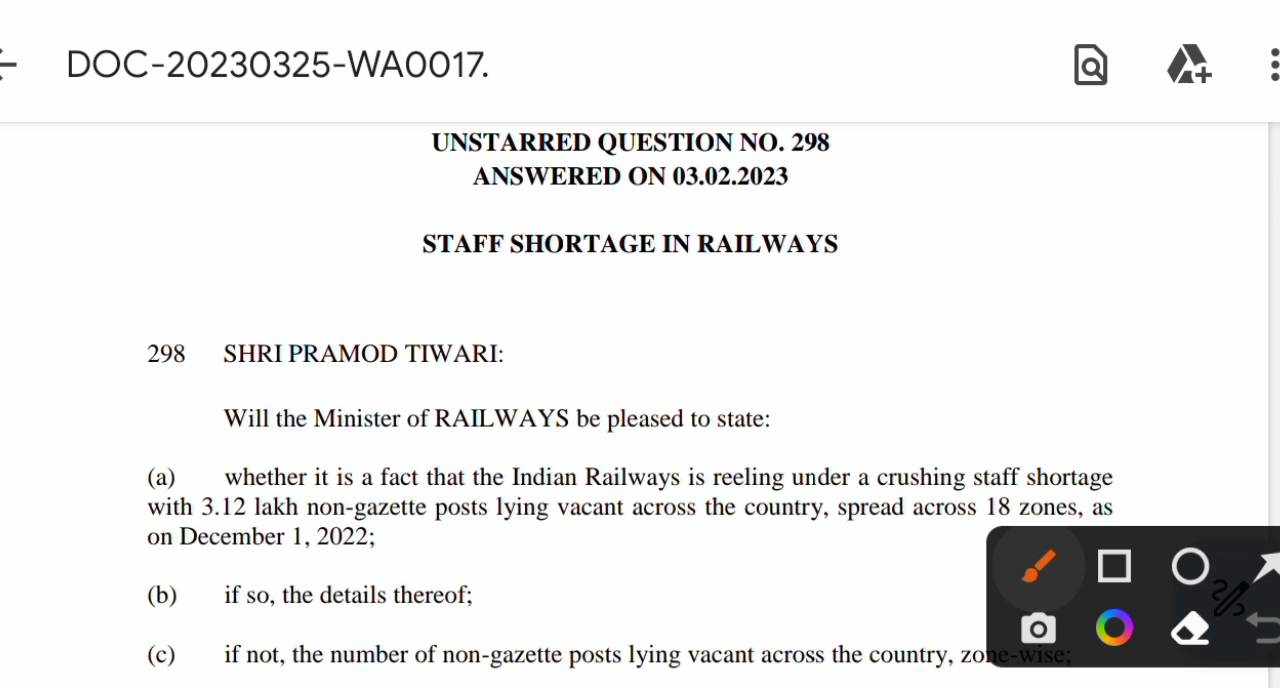 DOC-20230325-WA0017.
UNSTARRED QUESTION NO. 298
ANSWERED ON 03.02.2023
STAFF SHORTAGE IN RAILWAYS
298 SHRI PRAMOD TIWARI:
Will the Minister of RAILWAYS be pleased to state:
(a) whether it is a fact that the Indian Railways is reeling under a crushing staff shortage
with 3.12 lakh non-gazette posts lying vacant across the country, spread across 18 zones, as
on December 1, 2022;
(b) if so, the details thereof;
(c) if not, the number of non-gazette posts lying vacant across the country, zone-wise;